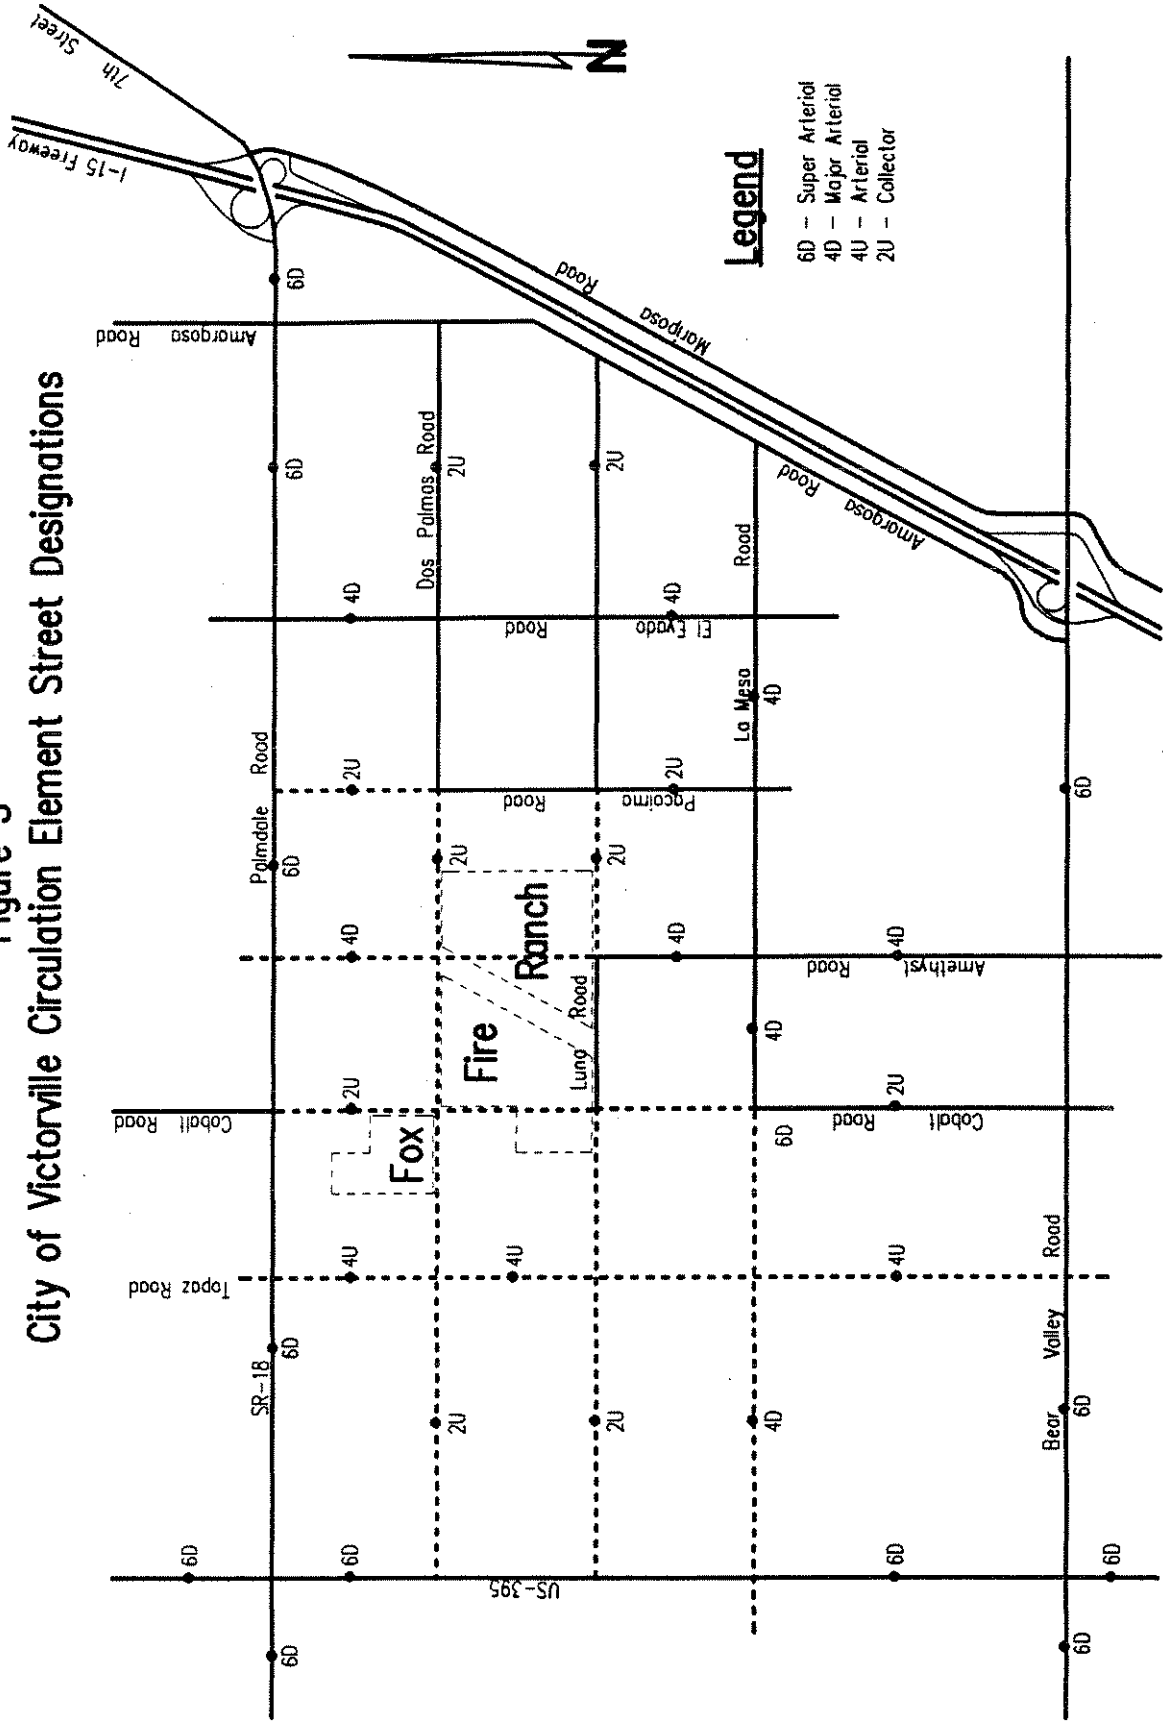 Figure 3
City of Victorville Circulation Element Street Designations
7th
Street
I-15 Freeway
N
Legend
6D - Super Arterial
4D - Major Arterial
4U - Arterial
2U - Collector
Palmdale Road
SR-18
6D
6D
6D
6D
6D
Amargosa
Road
Mariposa
Road
Amargosa
Road
Dos Palmas Road
2U
2U
2U
Luna Road
2U
2U
2U
La Mesa Road
4D
4D
6D
4D
Bear Valley Road
6D
6D
6D
US-395
6D
6D
6D
6D
Topaz Road
4U
4U
4U
Cobalt Road
2U
Cobalt
Road
2U
Amethyst
Road
4D
4D
4D
Pacoima Road
2U
2U
El Evado Road
4D
4D
Fox
Fire
Ranch